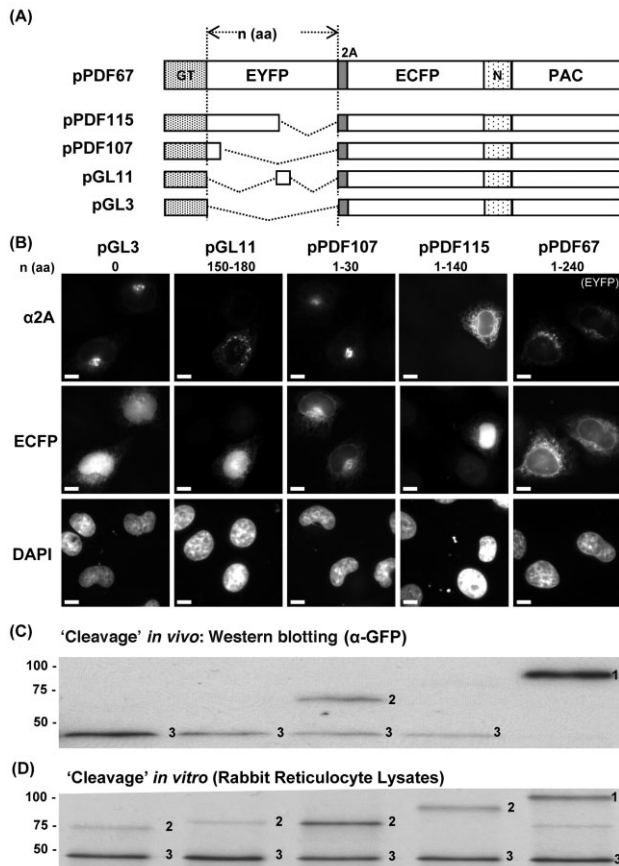 (A)
n (aa)
2A
pPDF67 GT EYFP ECFP N PAC
pPDF115
pPDF107
pGL11
pGL3
(B) pGL3 pGL11 pPDF107 pPDF115 pPDF67
n (aa) 0 150-180 1-30 1-140 1-240
(EYFP)
α2A
ECFP
DAPI
(C) 'Cleavage' in vivo: Western blotting (α-GFP)
100 - 1
75 - 2
50 - 3 3 3 3
(D) 'Cleavage' in vitro (Rabbit Reticulocyte Lysates)
100 - 1
75 - 2 2 2 2
50 - 3 3 3 3 3